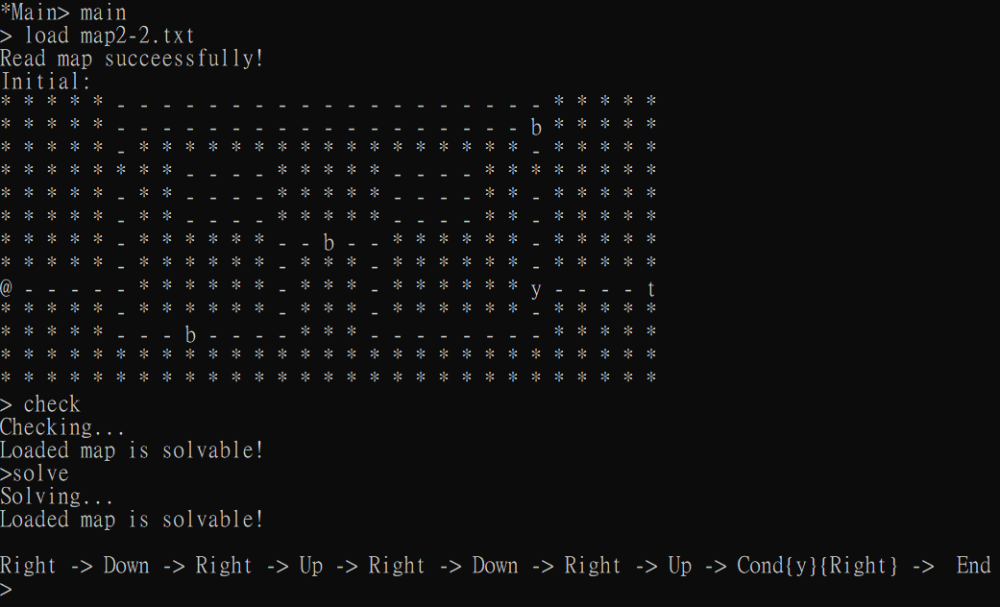 *Main> main
> load map2-2.txt
Read map succeessfully!
Initial:
* * * * * - - - - - - - - - - - - - - - - - - - * * * * *
* * * * * - - - - - - - - - - - - - - - - - - b * * * * *
* * * * * - * * * * * * * * * * * * * * * * * - * * * * *
* * * * * * * * - - - - * * * * * - - - - * * * * * * * *
* * * * * - * * - - - - * * * * * - - - - * * - * * * * *
* * * * * - * * - - - - * * * * * - - - - * * - * * * * *
* * * * * - * * * * * * - - b - - * * * * * * - * * * * *
* * * * * - * * * * * * - * * * - * * * * * * - * * * * *
@ - - - - - * * * * * * - * * * - * * * * * * y - - - - t
* * * * * - * * * * * * - * * * - * * * * * * - * * * * *
* * * * * - - - b - - - - * * * - - - - - - - - * * * * *
* * * * * * * * * * * * * * * * * * * * * * * * * * * * *
* * * * * * * * * * * * * * * * * * * * * * * * * * * * *
> check
Checking...
Loaded map is solvable!
>solve
Solving...
Loaded map is solvable!
Right -> Down -> Right -> Up -> Right -> Down -> Right -> Up -> Cond{y}{Right} ->  End
>